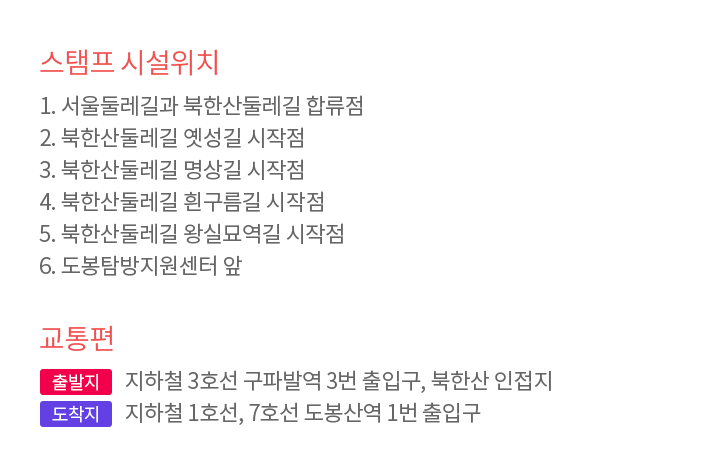 스탬프 시설위치
1. 서울둘레길과 북한산둘레길 합류점
2. 북한산둘레길 옛성길 시작점
3. 북한산둘레길 명상길 시작점
4. 북한산둘레길 흰구름길 시작점
5. 북한산둘레길 왕실묘역길 시작점
6. 도봉탐방지원센터 앞
교통편
출발지 지하철 3호선 구파발역 3번 출입구, 북한산 인접지
도착지 지하철 1호선, 7호선 도봉산역 1번 출입구